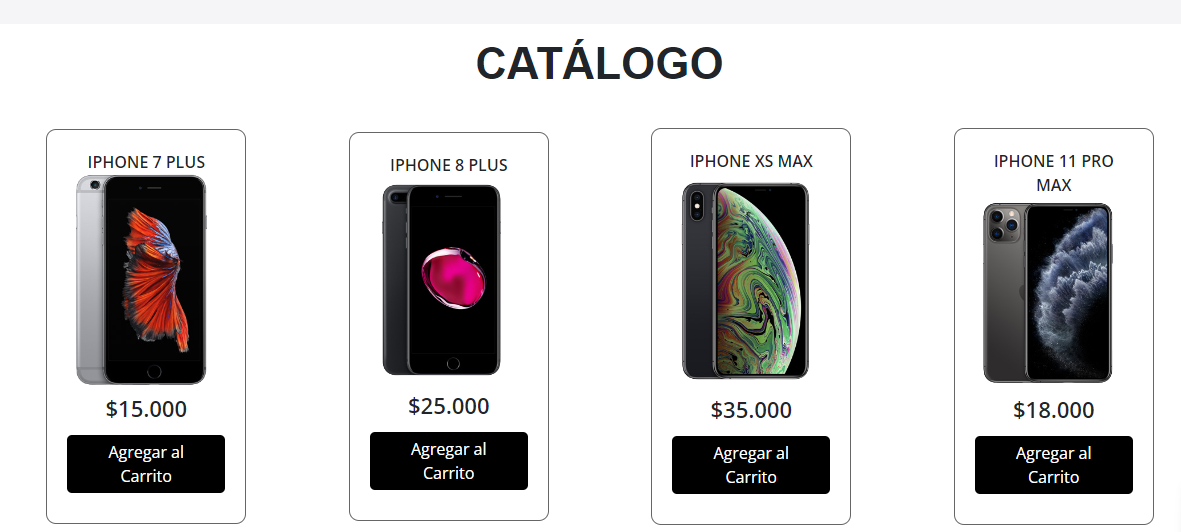 CATÁLOGO
IPHONE 7 PLUS
$15.000
Agregar al
Carrito
IPHONE 8 PLUS
$25.000
Agregar al
Carrito
IPHONE XS MAX
$35.000
Agregar al
Carrito
IPHONE 11 PRO
MAX
$18.000
Agregar al
Carrito